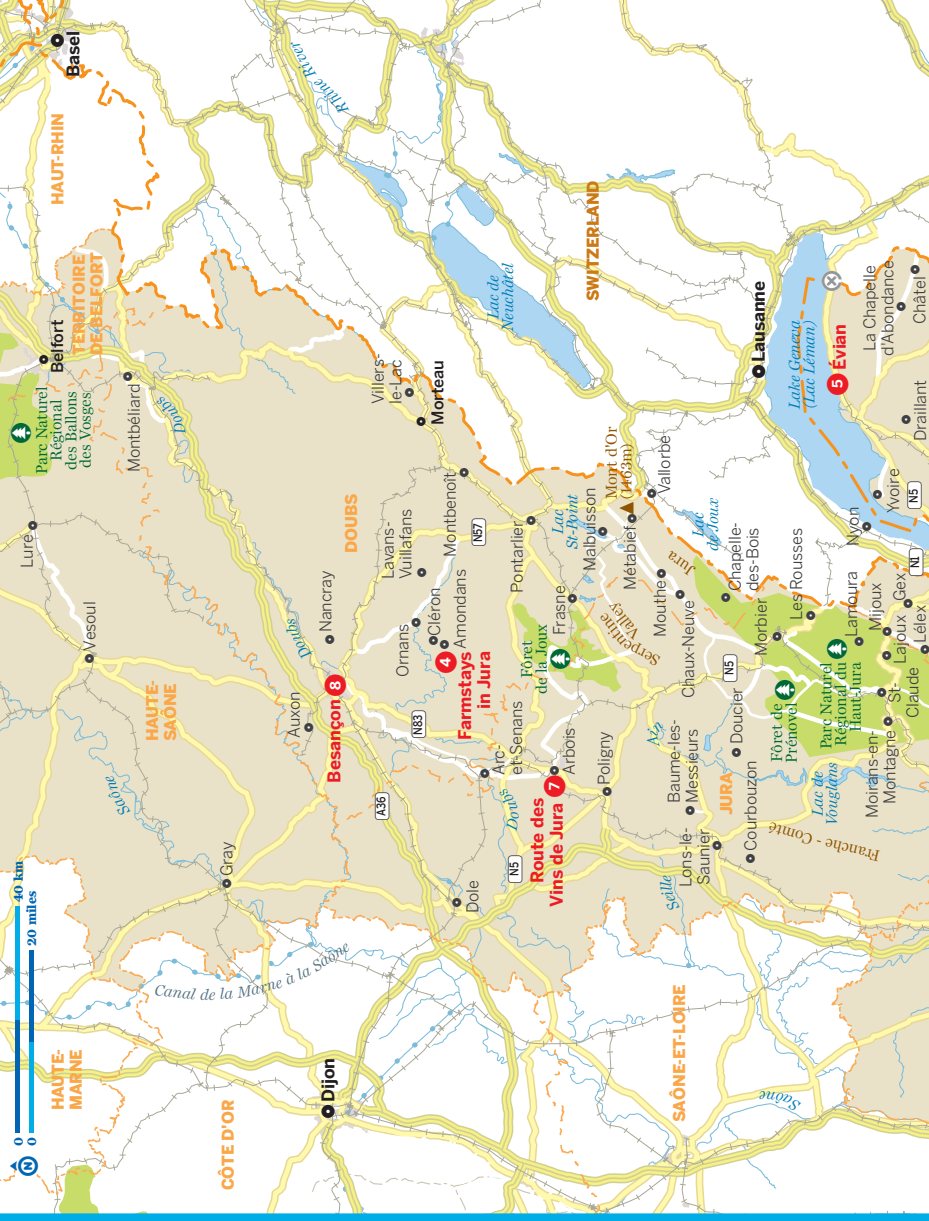 0
40 km
0
20 miles
N
HAUTE-
MARNE
CÔTE D'OR
Dijon
Canal de la Marne à la Saône
SAÔNE-ET-LOIRE
Saône
Gray
Saône
HAUTE-
SAÔNE
Vesoul
Lure
Parc Naturel
Régional
des Ballons
des Vosges
Belfort
TERRITOIRE
DE BELFORT
Montbéliard
Doubs
HAUT-RHIN
Basel
Rhine River
Auxon
Besançon 8
Doubs
Nancray
DOUBS
A36
N83
Ornans
Lavans-
Vuillafans
Cléron
Amondans
4
Farmstays
in Jura
Montbenoît
N57
Villers-
le-Lac
Morteau
Lac de
Neuchâtel
SWITZERLAND
Dole
N5
Arc-
et-Senans
Doubs
Route des
Vins de Jura 7
Arbois
Poligny
Pontarlier
Frasne
Fôret
de la Joux
Lac
St-Point
Malbuisson
Métabief
Mont d'Or
(1463m)
Vallorbe
Serpentine
Valley
Jura
Mouthe
Chaux-Neuve
Lac
de Joux
Chapelle-
des-Bois
Seille
Lons-le-
Saunier
Baume-les-
Messieurs
Ain
JURA
Courbouzon
Doucier
N5
Morbier
Les Rousses
Franche - Comté
Lac de
Vouglans
Fôret de
Prénovel
Parc Naturel
Régional du
Haut-Jura
Lamoura
Moirans-en-
Montagne
St-
Claude
Lajoux
Mijoux
Gex
Lélex
Lausanne
Lake Geneva
(Lac Léman)
5 Évian
Nyon
Yvoire
N1
N5
Draillant
La Chapelle
d'Abondance
Châtel